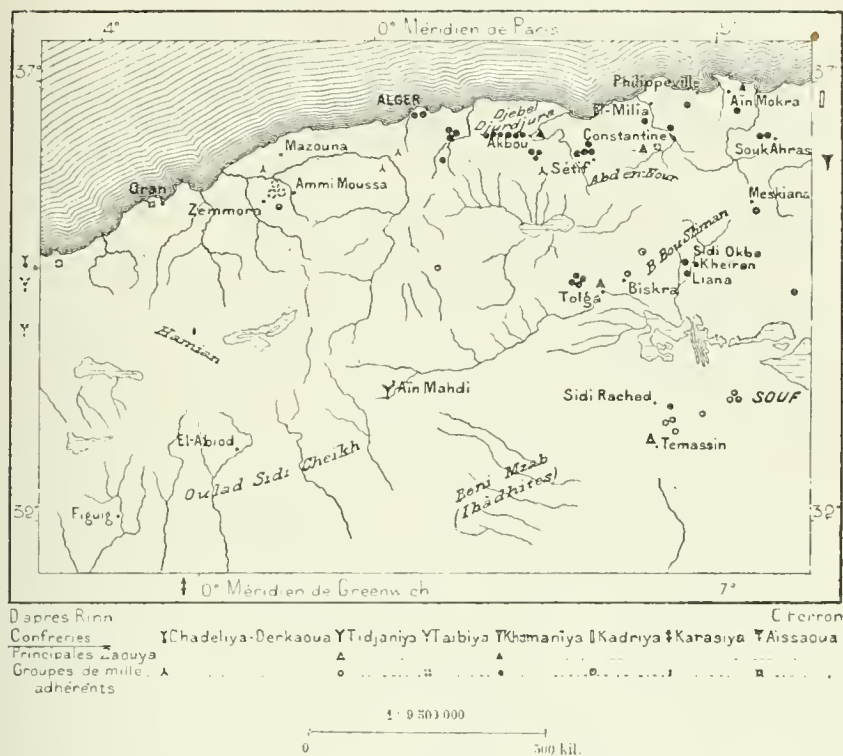 4° 0° Méridien de Paris 5°
37° 37°
Philippeville
ALGER
Aïn Mokra
El-Milia
Djebel
Djurdjura
Constantine
Akbou
Souk Ahras
Mazouna
Sétif
Abd en-Nour
Oran
Ammi Moussa
Meskiana
Zemmora
B Bou Sliman
Sidi Okba
Kheiran
Liana
Tolga
Biskra
Hamian
Aïn Mahdi
Sidi Rached
SOUF
El-Abiod
Temassin
Oulad Sidi Cheikh
Beni Mzab
(Ibâdhites)
Figuig
32° 32°
0° Méridien de Greenwich 7°
D'après Rinn C Perron
Confréries Chadeliya-Derkaoua Tidjaniya Taibiya Khamaniya Kadriya Karasiya Aissaoua
Principales Zaouya
Groupes de mille
adhérents
1 : 9 500 000
0 500 kil.